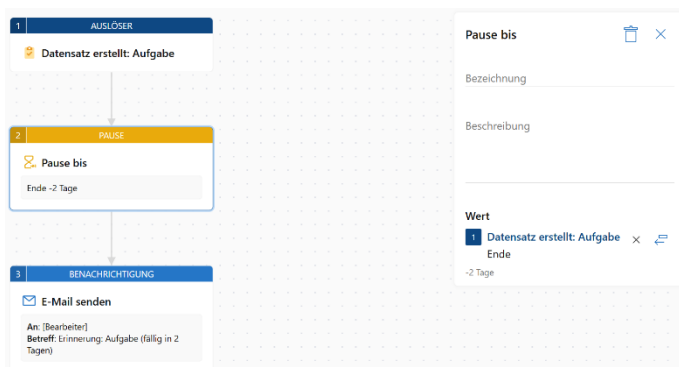 1 AUSLÖSER
Datensatz erstellt: Aufgabe
2 PAUSE
Pause bis
Ende -2 Tage
3 BENACHRICHTIGUNG
E-Mail senden
An: [Bearbeiter]
Betreff: Erinnerung: Aufgabe (fällig in 2
Tagen)
Pause bis
Bezeichnung
Beschreibung
Wert
1 Datensatz erstellt: Aufgabe
Ende
-2 Tage